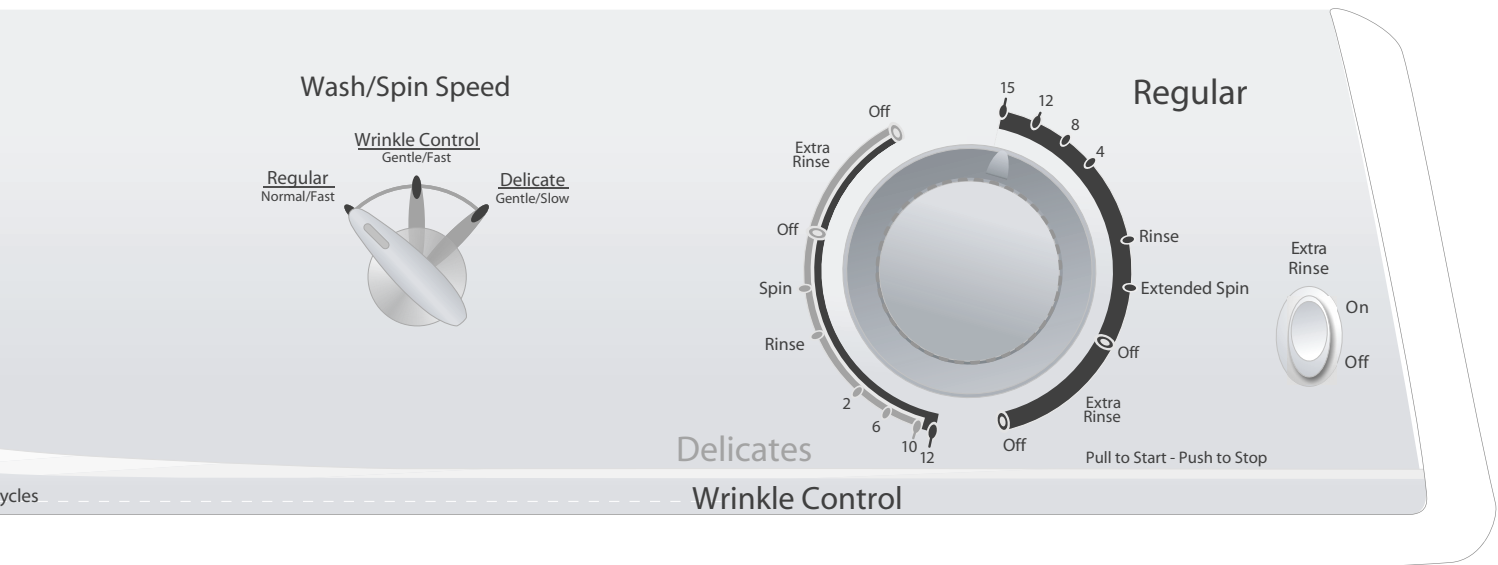 Wash/Spin Speed
Wrinkle Control
Gentle/Fast
Regular
Normal/Fast
Delicate
Gentle/Slow
Off
Extra
Rinse
Off
Spin
Rinse
2
6
10
12
Delicates
15
12
8
4
Regular
Rinse
Extended Spin
Off
Extra
Rinse
Off
Extra
Rinse
On
Off
Pull to Start - Push to Stop
ycles
Wrinkle Control